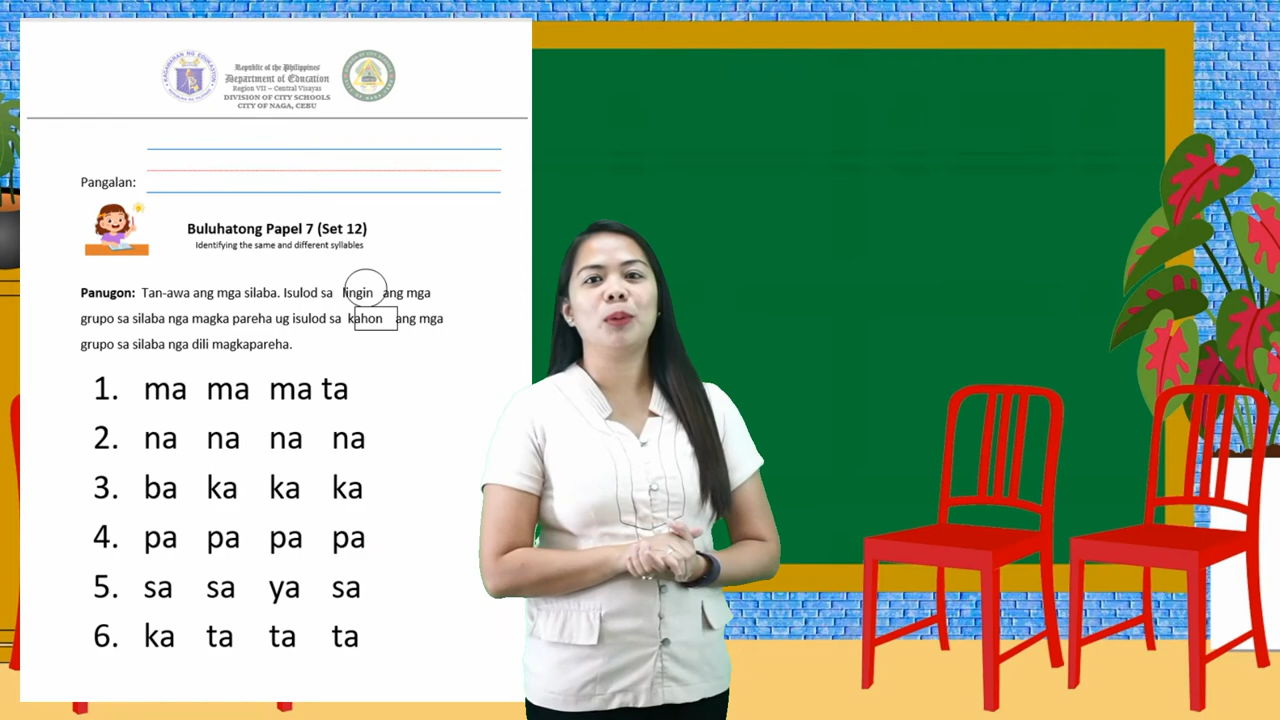 Republic of the Philippines
Department of Education
Region VII – Central Visayas
DIVISION OF CITY SCHOOLS
CITY OF NAGA, CEBU
Pangalan:
Buluhatong Papel 7 (Set 12)
Identifying the same and different syllables
Panugon: Tan-awa ang mga silaba. Isulod sa lingin ang mga
grupo sa silaba nga magka pareha ug isulod sa kahon ang mga
grupo sa silaba nga dili magkapareha.
1. ma ma ma ta
2. na na na na
3. ba ka ka ka
4. pa pa pa pa
5. sa sa ya sa
6. ka ta ta ta